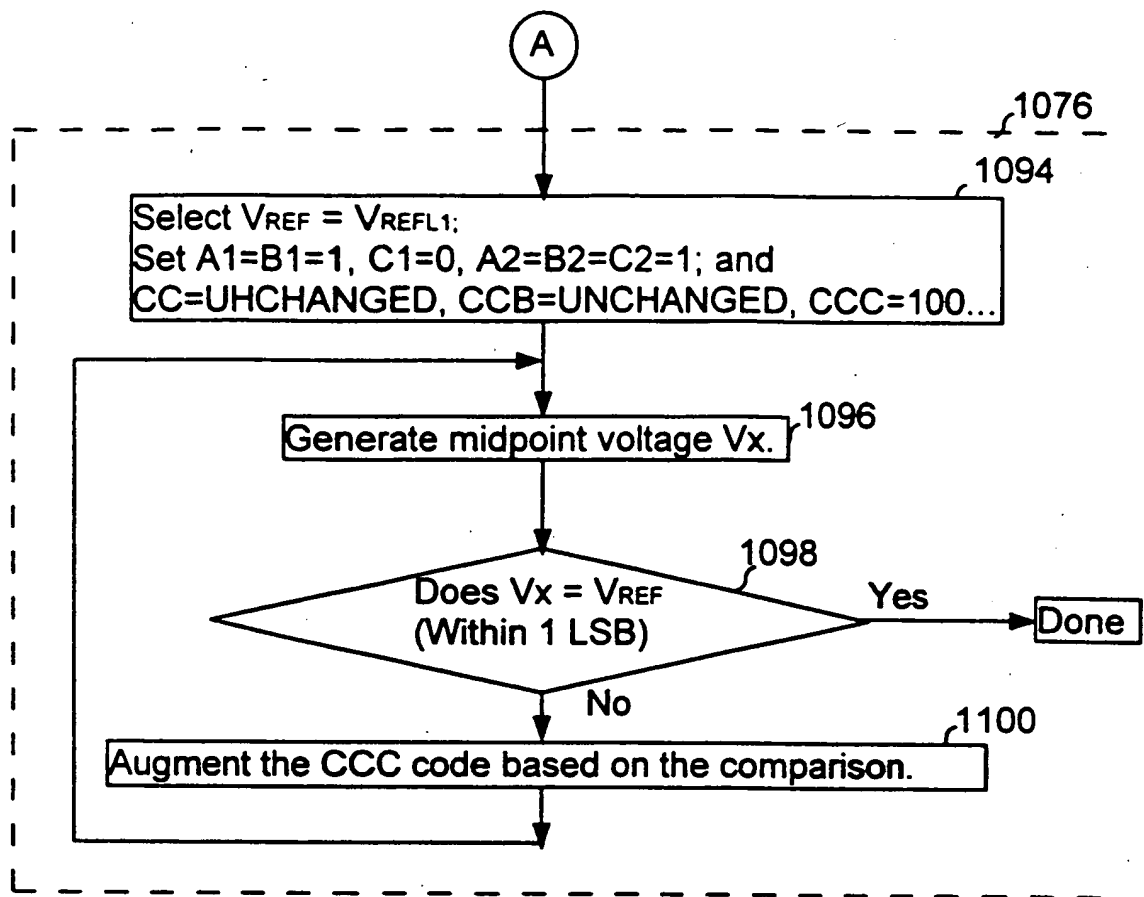 A
1076
1094
Select VREF = VREFL1;
Set A1=B1=1, C1=0, A2=B2=C2=1; and
CC=UHCHANGED, CCB=UNCHANGED, CCC=100...
1096
Generate midpoint voltage Vx.
1098
Does Vx = VREF
(Within 1 LSB)
Yes
Done
No
1100
Augment the CCC code based on the comparison.